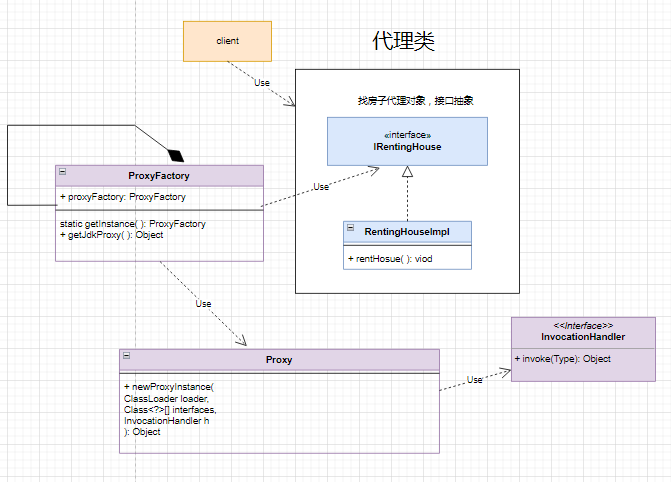 client
代理类
Use
找房子代理对象，接口抽象
«interface»
IRentingHouse
ProxyFactory
+ proxyFactory: ProxyFactory
static getInstance( ): ProxyFactory
+ getJdkProxy( ): Object
Use
RentingHouseImpl
+ rentHosue( ): viod
Use
Proxy
+ newProxyInstance(
ClassLoader loader,
Class<?>[] interfaces,
InvocationHandler h
): Object
Use
<<Interface>>
InvocationHandler
+ invoke(Type): Object